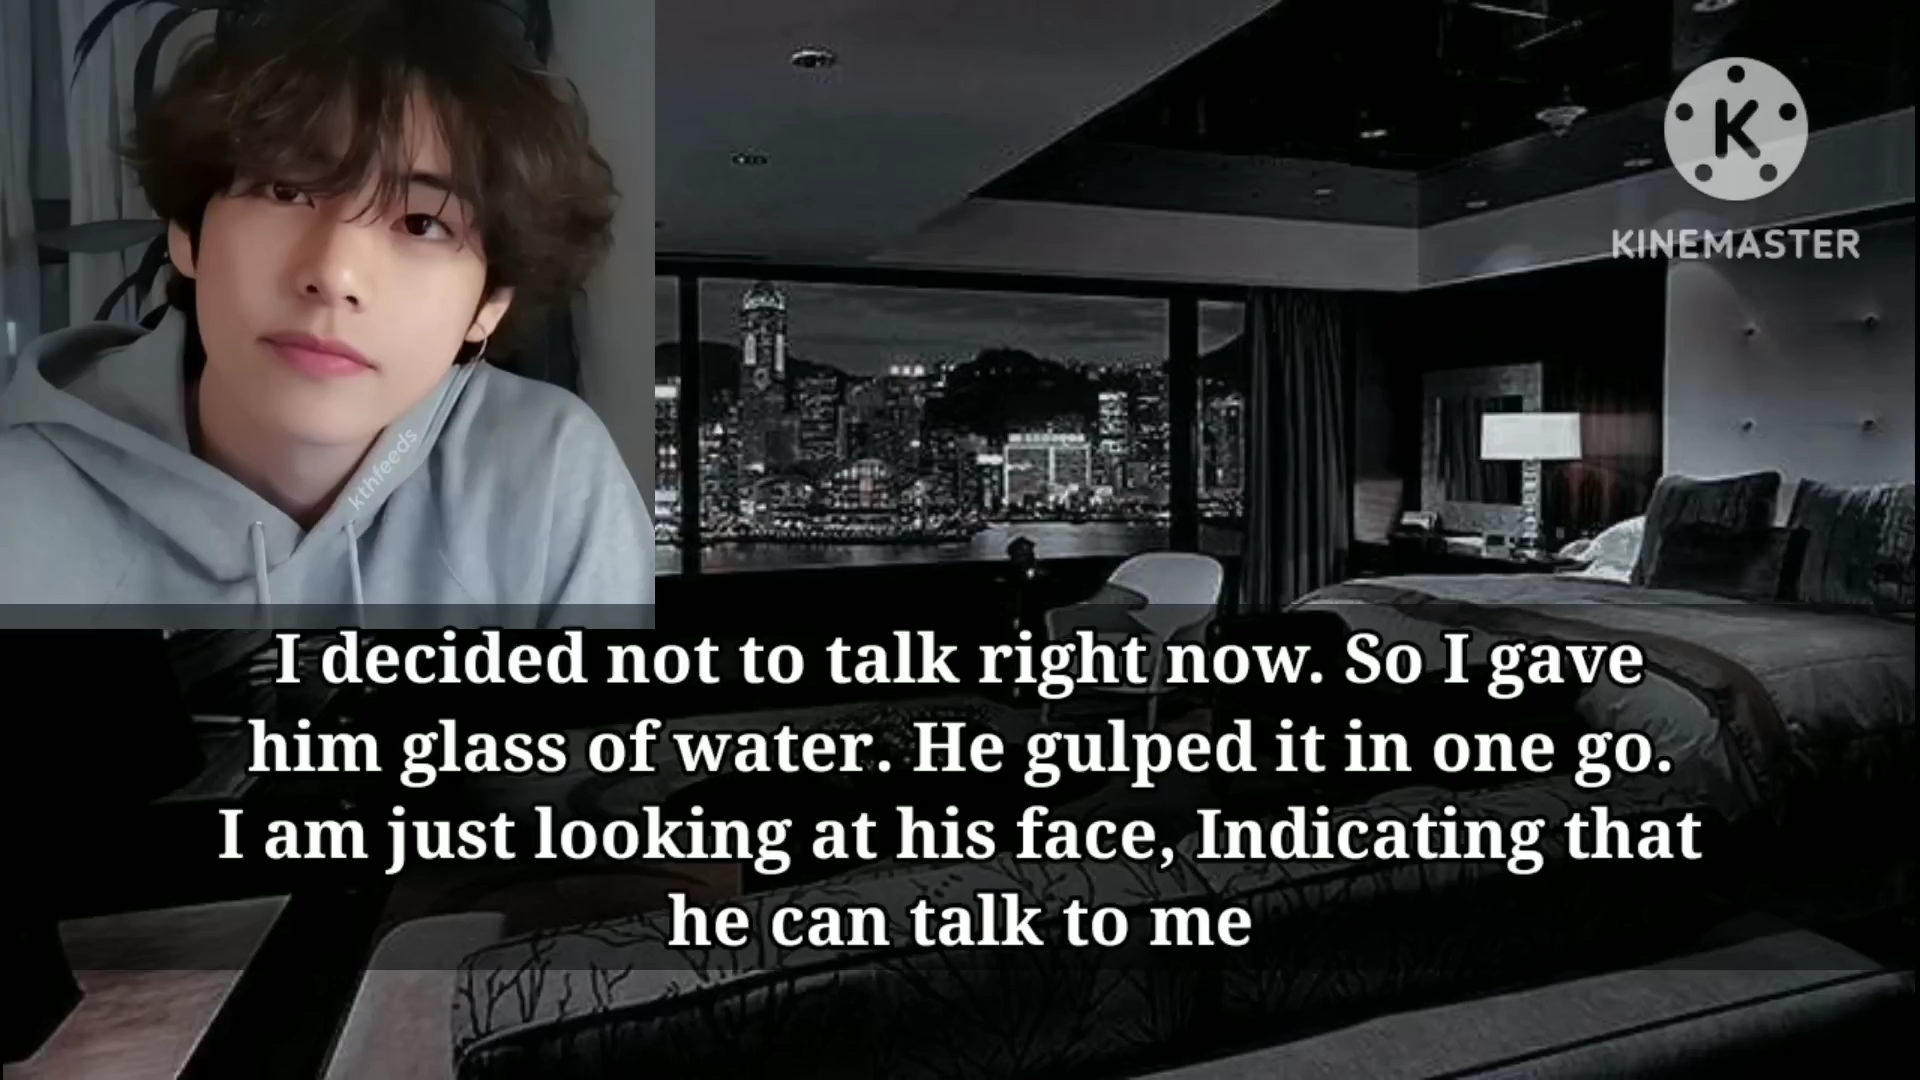 K
KINEMASTER
kthfeeds
I decided not to talk right now. So I gave
him glass of water. He gulped it in one go.
I am just looking at his face, Indicating that
he can talk to me